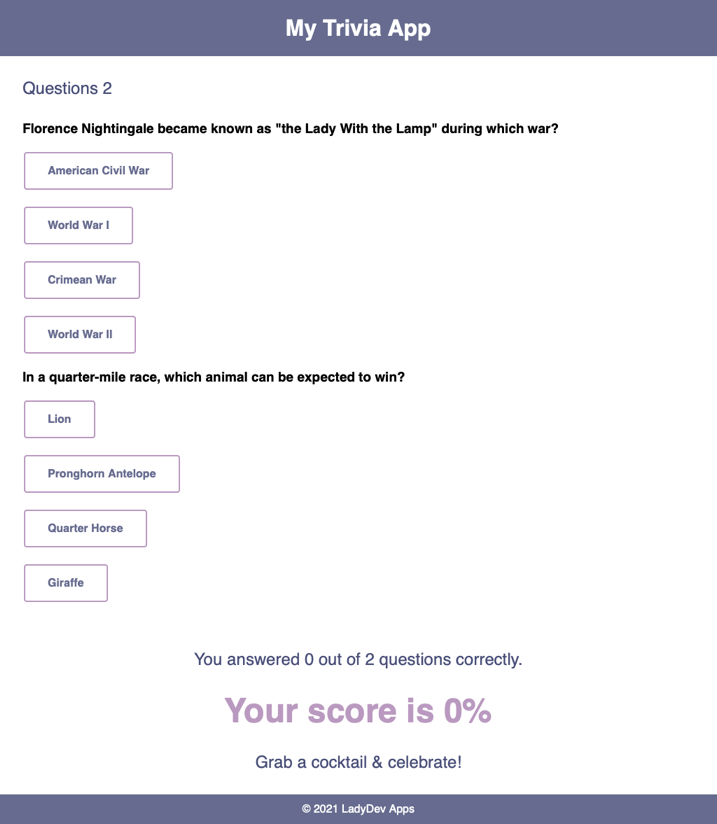 My Trivia App
Questions 2
Florence Nightingale became known as "the Lady With the Lamp" during which war?
American Civil War
World War I
Crimean War
World War II
In a quarter-mile race, which animal can be expected to win?
Lion
Pronghorn Antelope
Quarter Horse
Giraffe
You answered 0 out of 2 questions correctly.
Your score is 0%
Grab a cocktail & celebrate!
© 2021 LadyDev Apps